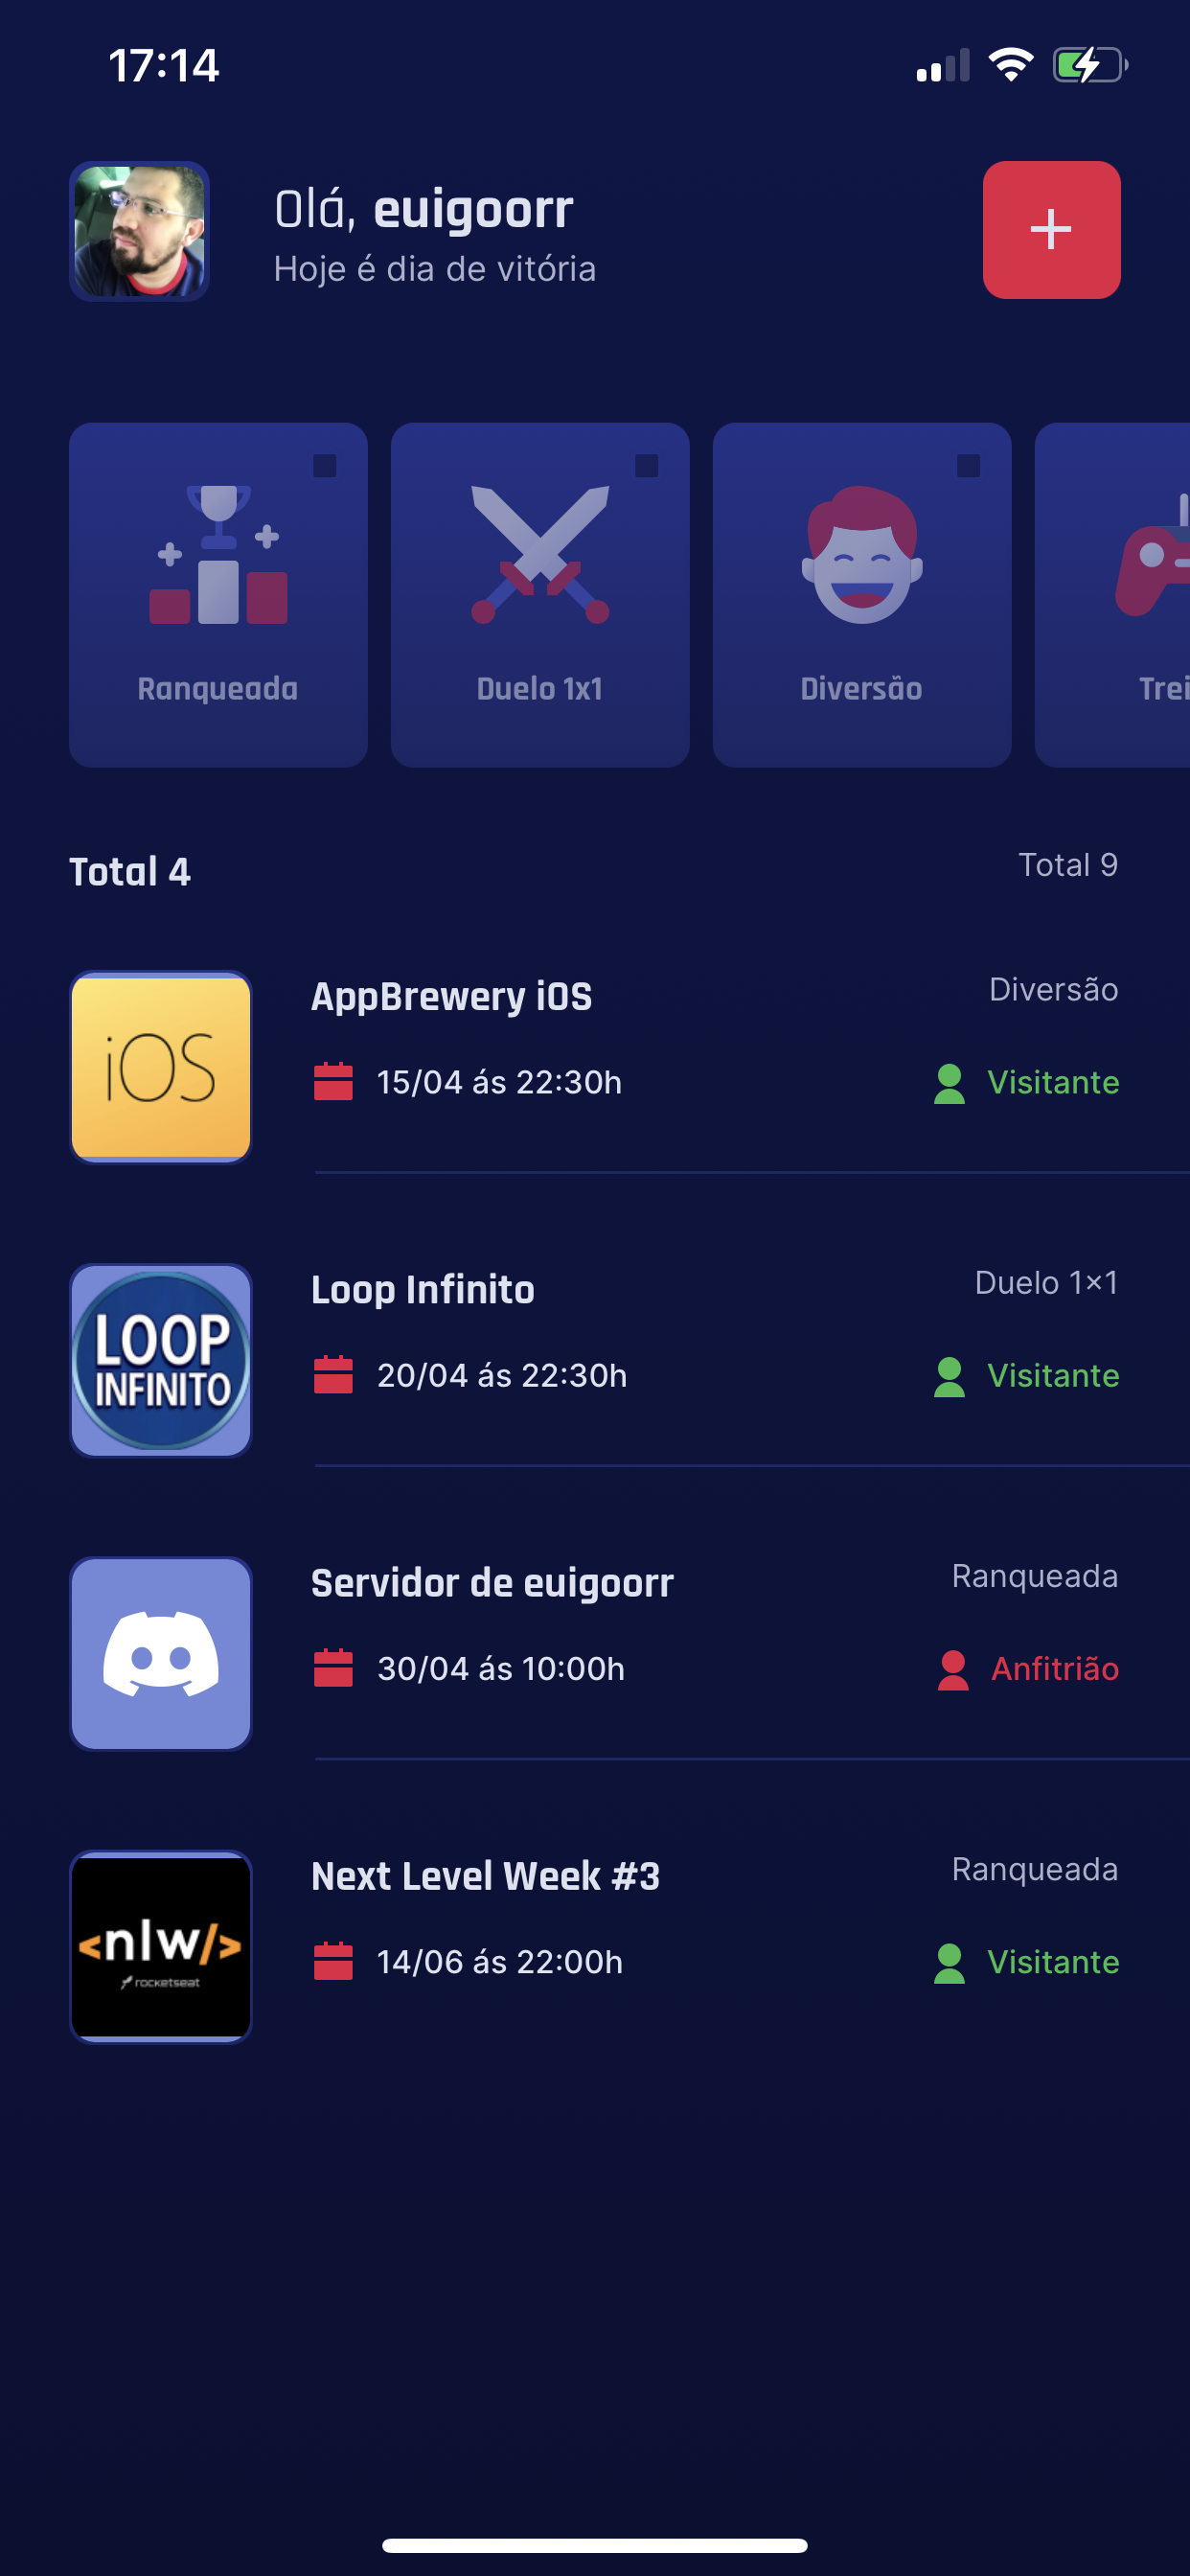 17:14
Olá, euigoorr
Hoje é dia de vitória
Ranqueada
Duelo 1x1
Diversão
Trei
Total 4
Total 9
iOS
AppBrewery iOS
Diversão
15/04 ás 22:30h
Visitante
LOOP
INFINITO
Loop Infinito
Duelo 1x1
20/04 ás 22:30h
Visitante
Servidor de euigoorr
Ranqueada
30/04 ás 10:00h
Anfitrião
<nlw/>
rocketseat
Next Level Week #3
Ranqueada
14/06 ás 22:00h
Visitante